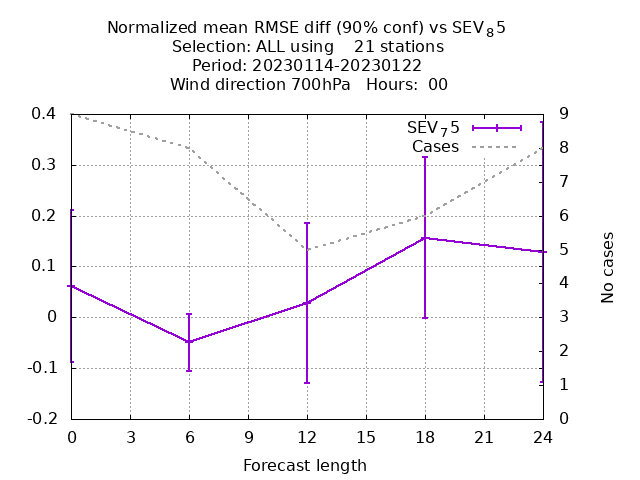 Normalized mean RMSE diff (90% conf) vs SEV₈5
Selection: ALL using    21 stations
Period: 20230114-20230122
Wind direction 700hPa   Hours:  00
SEV₇5
Cases
0.4
0.3
0.2
0.1
0
-0.1
-0.2
9
8
7
6
5
4
3
2
1
0
No cases
0 3 6 9 12 15 18 21 24
Forecast length